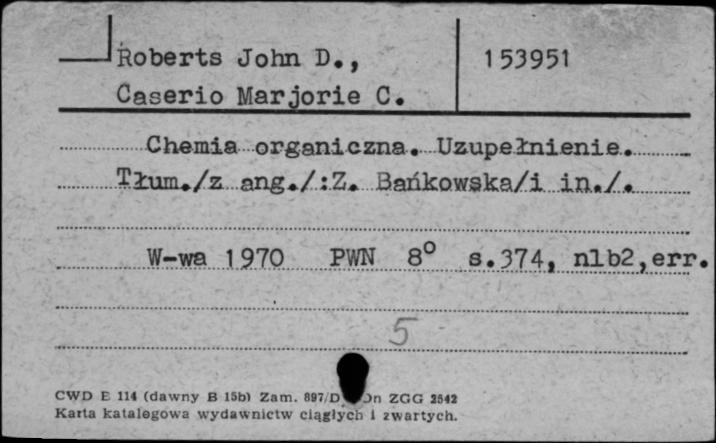 Roberts John D., 153951
Caserio Marjorie C.
Chemia organiczna. Uzupełnienie.
Tłum./z ang./:Z. Bańkowska/i in./.
W-wa 1970 PWN 8° s.374, nlb2,err.
5
CWD E 114 (dawny B 15b) Zam. 897/D ZGG 2542
Karta katalogowa wydawnictw ciągłych i zwartych.